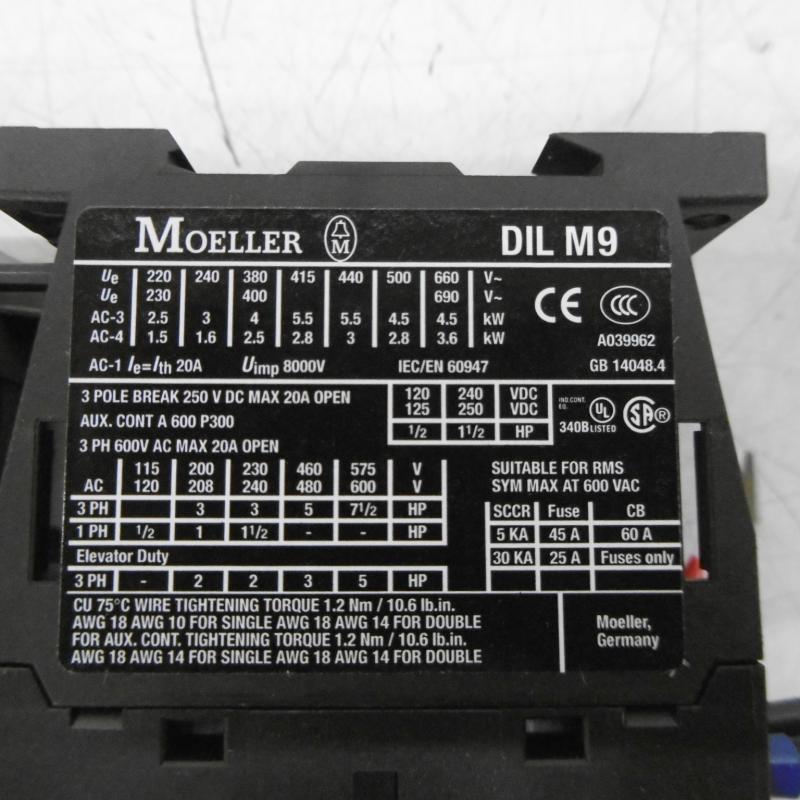 MOELLER M DIL M9
Ue 220 240 380 415 440 500 660 V~
Ue 230 400 690 V~
AC-3 2.5 3 4 5.5 5.5 4.5 4.5 kW
AC-4 1.5 1.6 2.5 2.8 3 2.8 3.6 kW
CE CCC
A039962
AC-1 Ie=Ith 20A Uimp 8000V IEC/EN 60947 GB 14048.4
3 POLE BREAK 250 V DC MAX 20A OPEN
AUX. CONT A 600 P300
3 PH 600V AC MAX 20A OPEN
120 240 VDC
125 250 VDC
1/2 1 1/2 HP
IND.CONT.
EQ.
UL SA ®
340B LISTED
115 200 230 460 575 V
AC 120 208 240 480 600 V
3 PH 3 3 5 7 1/2 HP
1 PH 1/2 1 1 1/2 - - HP
Elevator Duty
3 PH - 2 2 3 5 HP
SUITABLE FOR RMS
SYM MAX AT 600 VAC
SCCR Fuse CB
5 KA 45 A 60 A
30 KA 25 A Fuses only
CU 75°C WIRE TIGHTENING TORQUE 1.2 Nm / 10.6 lb.in.
AWG 18 AWG 10 FOR SINGLE AWG 18 AWG 14 FOR DOUBLE
FOR AUX. CONT. TIGHTENING TORQUE 1.2 Nm / 10.6 lb.in.
AWG 18 AWG 14 FOR SINGLE AWG 18 AWG 14 FOR DOUBLE
Moeller,
Germany